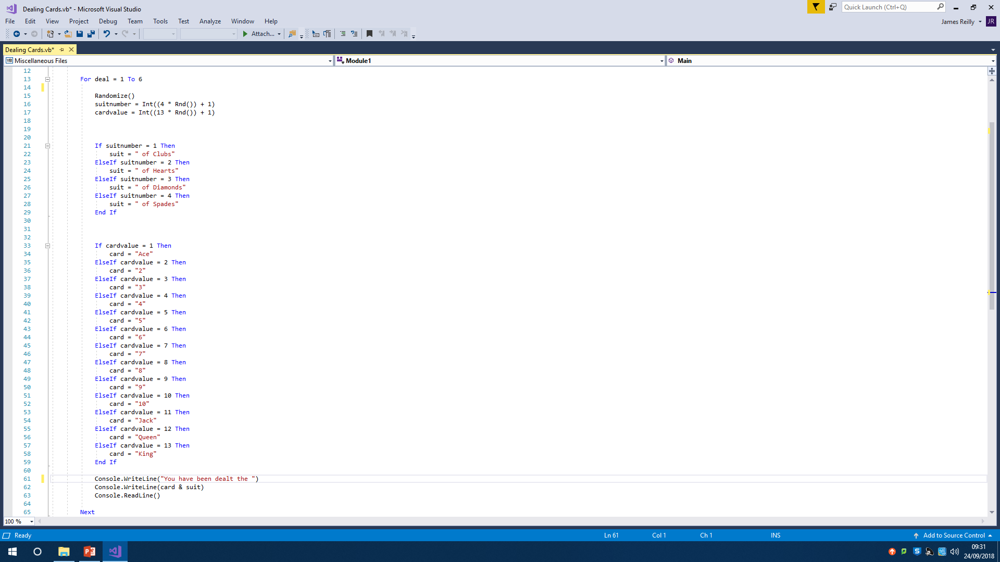 Dealing Cards.vb* - Microsoft Visual Studio
Quick Launch (Ctrl+Q)
File Edit View Project Debug Team Tools Test Analyze Window Help
James Reilly JR
Attach...
Dealing Cards.vb*
VB Miscellaneous Files Module1 Main
12
13 For deal = 1 To 6
14
15 Randomize()
16 suitnumber = Int((4 * Rnd()) + 1)
17 cardvalue = Int((13 * Rnd()) + 1)
18
19
20
21 If suitnumber = 1 Then
22 suit = " of Clubs"
23 ElseIf suitnumber = 2 Then
24 suit = " of Hearts"
25 ElseIf suitnumber = 3 Then
26 suit = " of Diamonds"
27 ElseIf suitnumber = 4 Then
28 suit = " of Spades"
29 End If
30
31
32
33 If cardvalue = 1 Then
34 card = "Ace"
35 ElseIf cardvalue = 2 Then
36 card = "2"
37 ElseIf cardvalue = 3 Then
38 card = "3"
39 ElseIf cardvalue = 4 Then
40 card = "4"
41 ElseIf cardvalue = 5 Then
42 card = "5"
43 ElseIf cardvalue = 6 Then
44 card = "6"
45 ElseIf cardvalue = 7 Then
46 card = "7"
47 ElseIf cardvalue = 8 Then
48 card = "8"
49 ElseIf cardvalue = 9 Then
50 card = "9"
51 ElseIf cardvalue = 10 Then
52 card = "10"
53 ElseIf cardvalue = 11 Then
54 card = "Jack"
55 ElseIf cardvalue = 12 Then
56 card = "Queen"
57 ElseIf cardvalue = 13 Then
58 card = "King"
59 End If
60
61 Console.WriteLine("You have been dealt the ")
62 Console.WriteLine(card & suit)
63 Console.ReadLine()
64
65 Next
100 %
Ready Ln 61 Col 1 Ch 1 INS Add to Source Control
09:31
24/09/2018